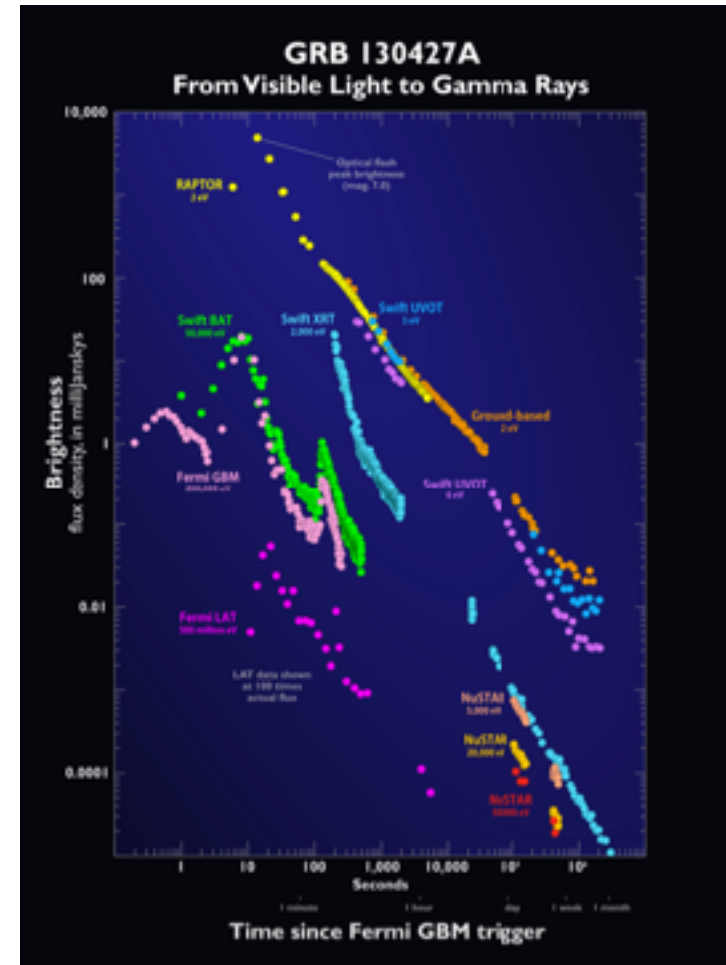 GRB 130427A
From Visible Light to Gamma Rays
10,000
Optical flash
peak brightness
(mag. 7.0)
RAPTOR
2 eV
100
Swift BAT
50,000 eV
Swift XRT
2,000 eV
Swift UVOT
Brightness
flux density, in millijanskys
Ground-based
2 eV
1
Fermi GBM
Swift UVOT
6 eV
0.01
Fermi LAT
500 million eV
LAT data shown
at 100 times
actual flux
NuSTAR
5,000 eV
NuSTAR
20,000 eV
0.0001
NuSTAR
1
10
100
1,000
10,000
Seconds
1 minute
1 hour
day
1 week
1 month
Time since Fermi GBM trigger